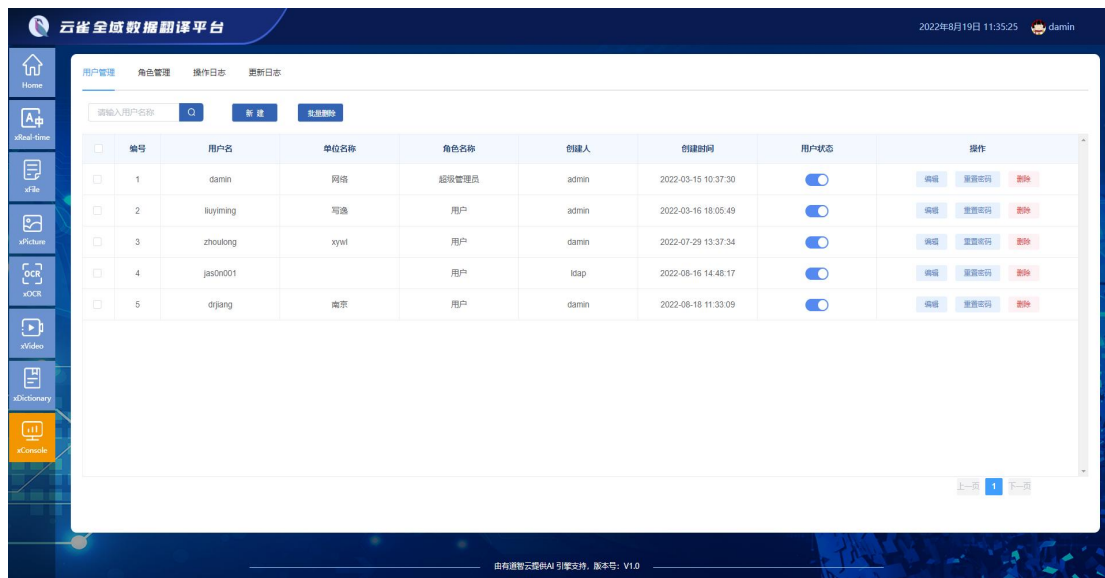 云雀全域数据翻译平台
2022年8月19日 11:35:25 damin
Home
xReal-time
xFile
xPicture
OCR
xOCR
xVideo
xDictionary
xConsole
用户管理 角色管理 操作日志 更新日志
请输入用户名称 新建 批量删除
编号 用户名 单位名称 角色名称 创建人 创建时间 用户状态 操作
1 damin 网络 超级管理员 admin 2022-03-15 10:37:30 编辑 重置密码 删除
2 liuyiming 写逸 用户 admin 2022-03-16 18:05:49 编辑 重置密码 删除
3 zhoulong xywl 用户 damin 2022-07-29 13:37:34 编辑 重置密码 删除
4 jas0n001 用户 ldap 2022-08-16 14:48:17 编辑 重置密码 删除
5 drjiang 南京 用户 damin 2022-08-18 11:33:09 编辑 重置密码 删除
上一页 1 下一页
由有道智云提供AI 引擎支持，版本号：V1.0